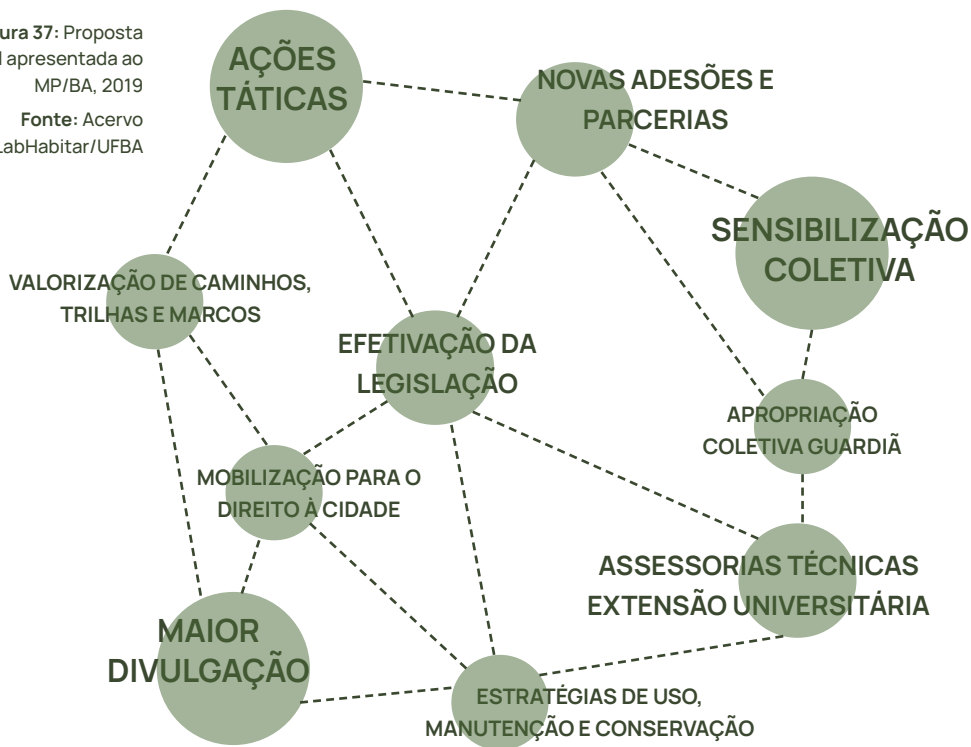 ura 37: Proposta
apresentada ao
MP/BA, 2019
Fonte: Acervo
LabHabitar/UFBA
AÇÕES
TÁTICAS
NOVAS ADESÕES E
PARCERIAS
SENSIBILIZAÇÃO
COLETIVA
VALORIZAÇÃO DE CAMINHOS,
TRILHAS E MARCOS
EFETIVAÇÃO DA
LEGISLAÇÃO
APROPRIAÇÃO
COLETIVA GUARDIÃ
MOBILIZAÇÃO PARA O
DIREITO À CIDADE
ASSESSORIAS TÉCNICAS
EXTENSÃO UNIVERSITÁRIA
MAIOR
DIVULGAÇÃO
ESTRATÉGIAS DE USO,
MANUTENÇÃO E CONSERVAÇÃO